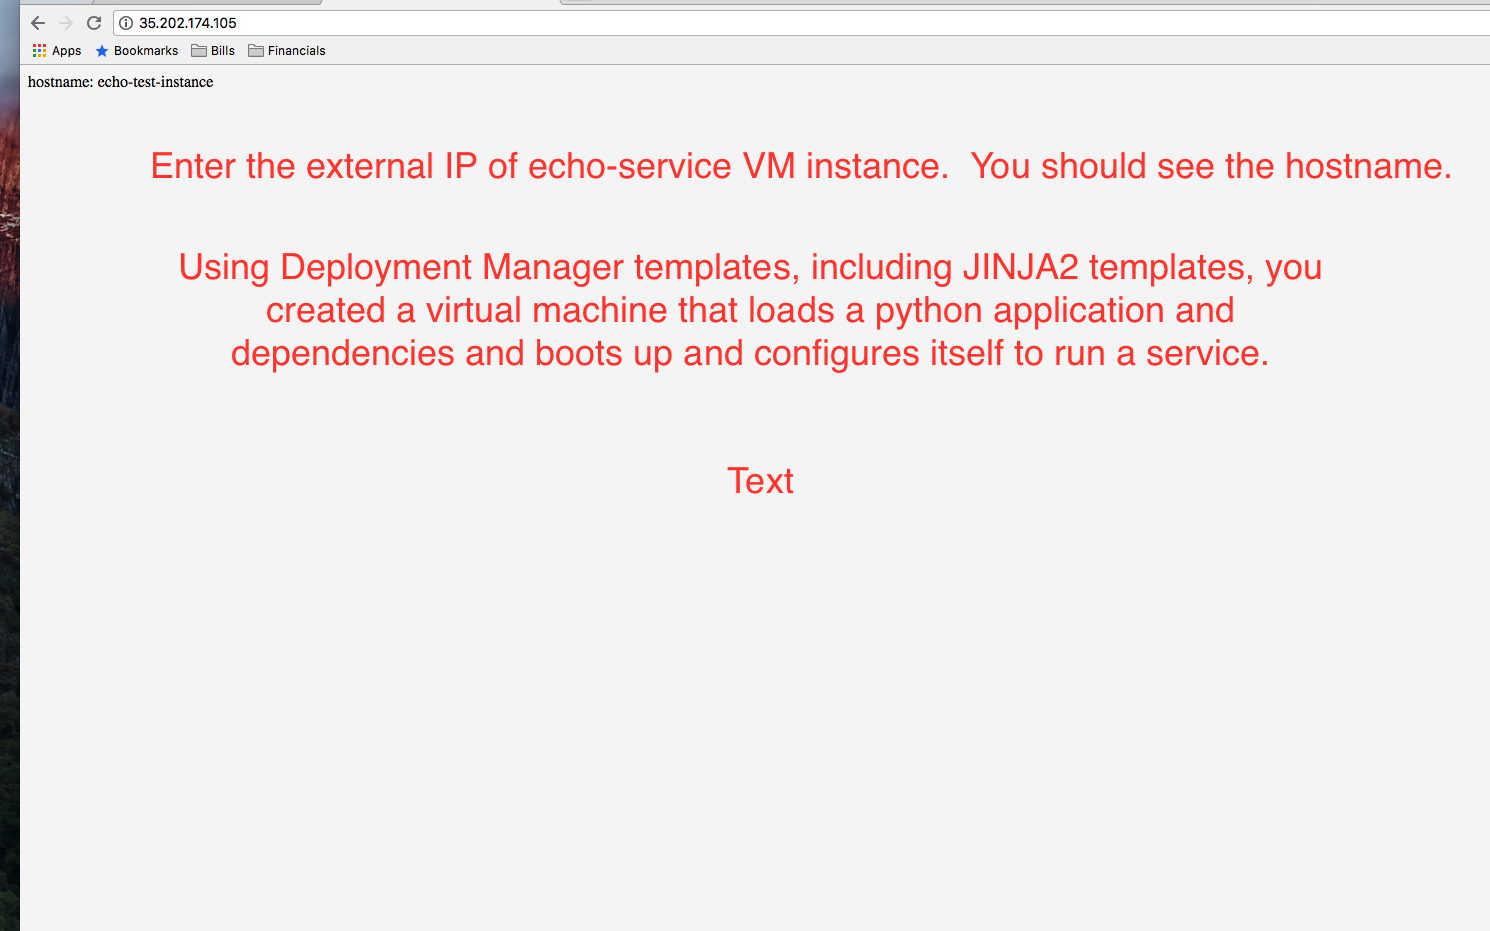 35.202.174.105
Apps Bookmarks Bills Financials
hostname: echo-test-instance
Enter the external IP of echo-service VM instance.  You should see the hostname.
Using Deployment Manager templates, including JINJA2 templates, you
created a virtual machine that loads a python application and
dependencies and boots up and configures itself to run a service.
Text